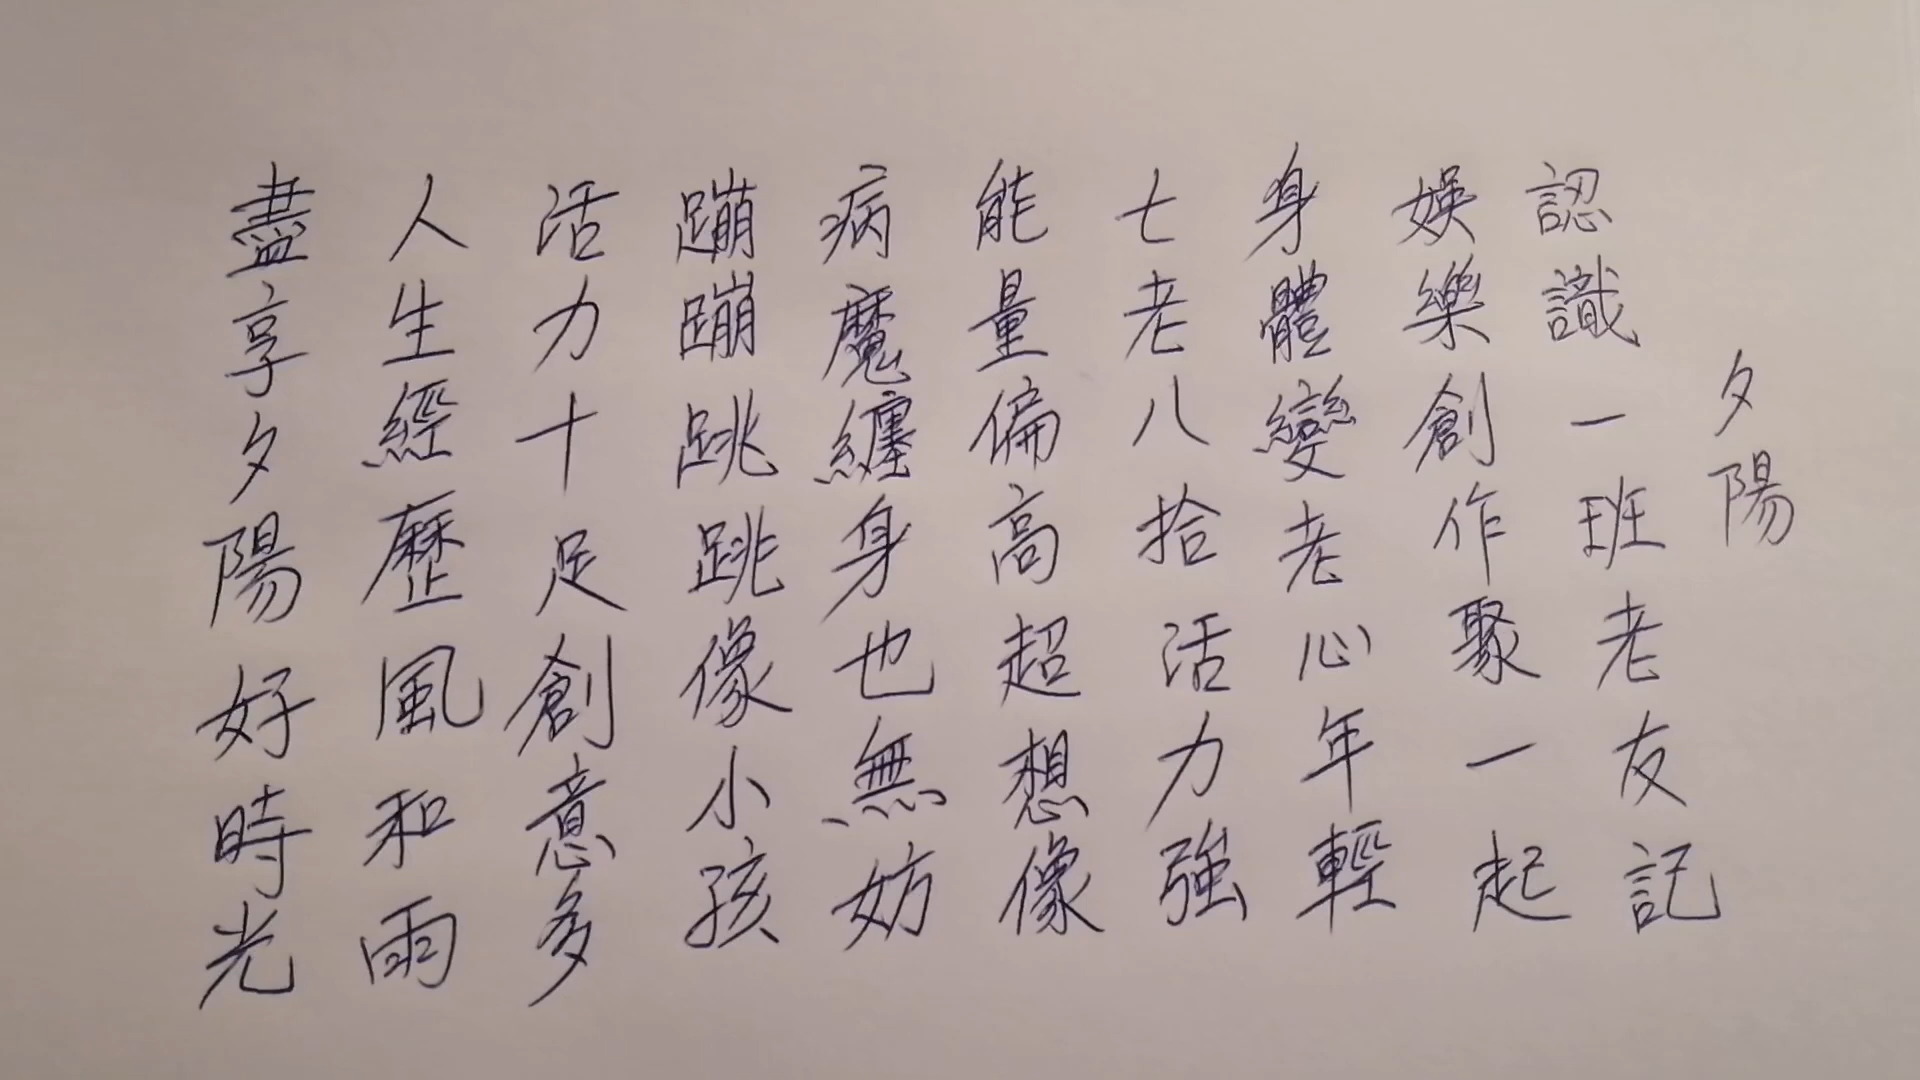 夕陽
認識一班老友記
娛樂創作聚一起
身體變老心年輕
七老八拾活力強
能量偏高超想像
病魔纏身也無妨
蹦蹦跳跳像小孩
活力十足創意多
人生經歷風和雨
盡享夕陽好時光